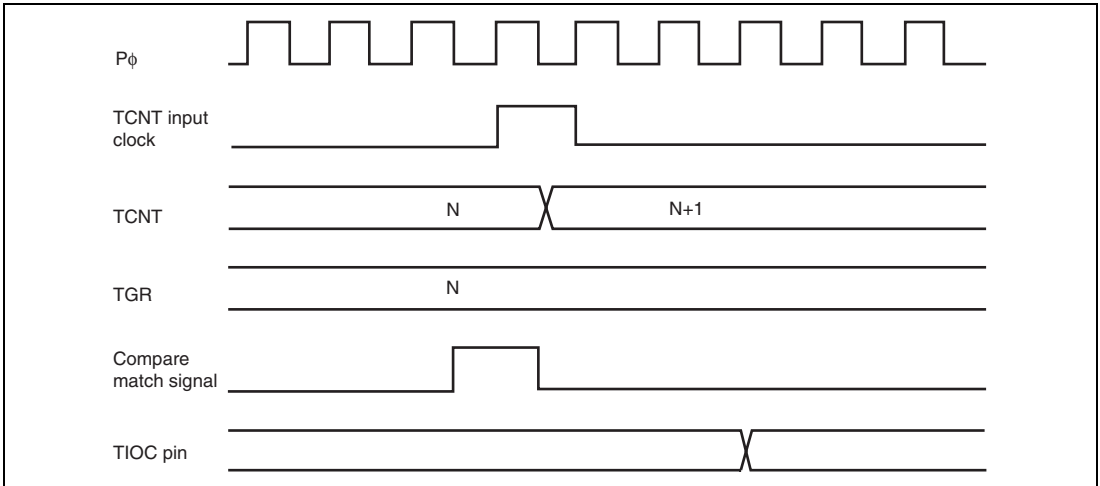 Pϕ
TCNT input
clock
TCNT
N
N+1
TGR
N
Compare
match signal
TIOC pin